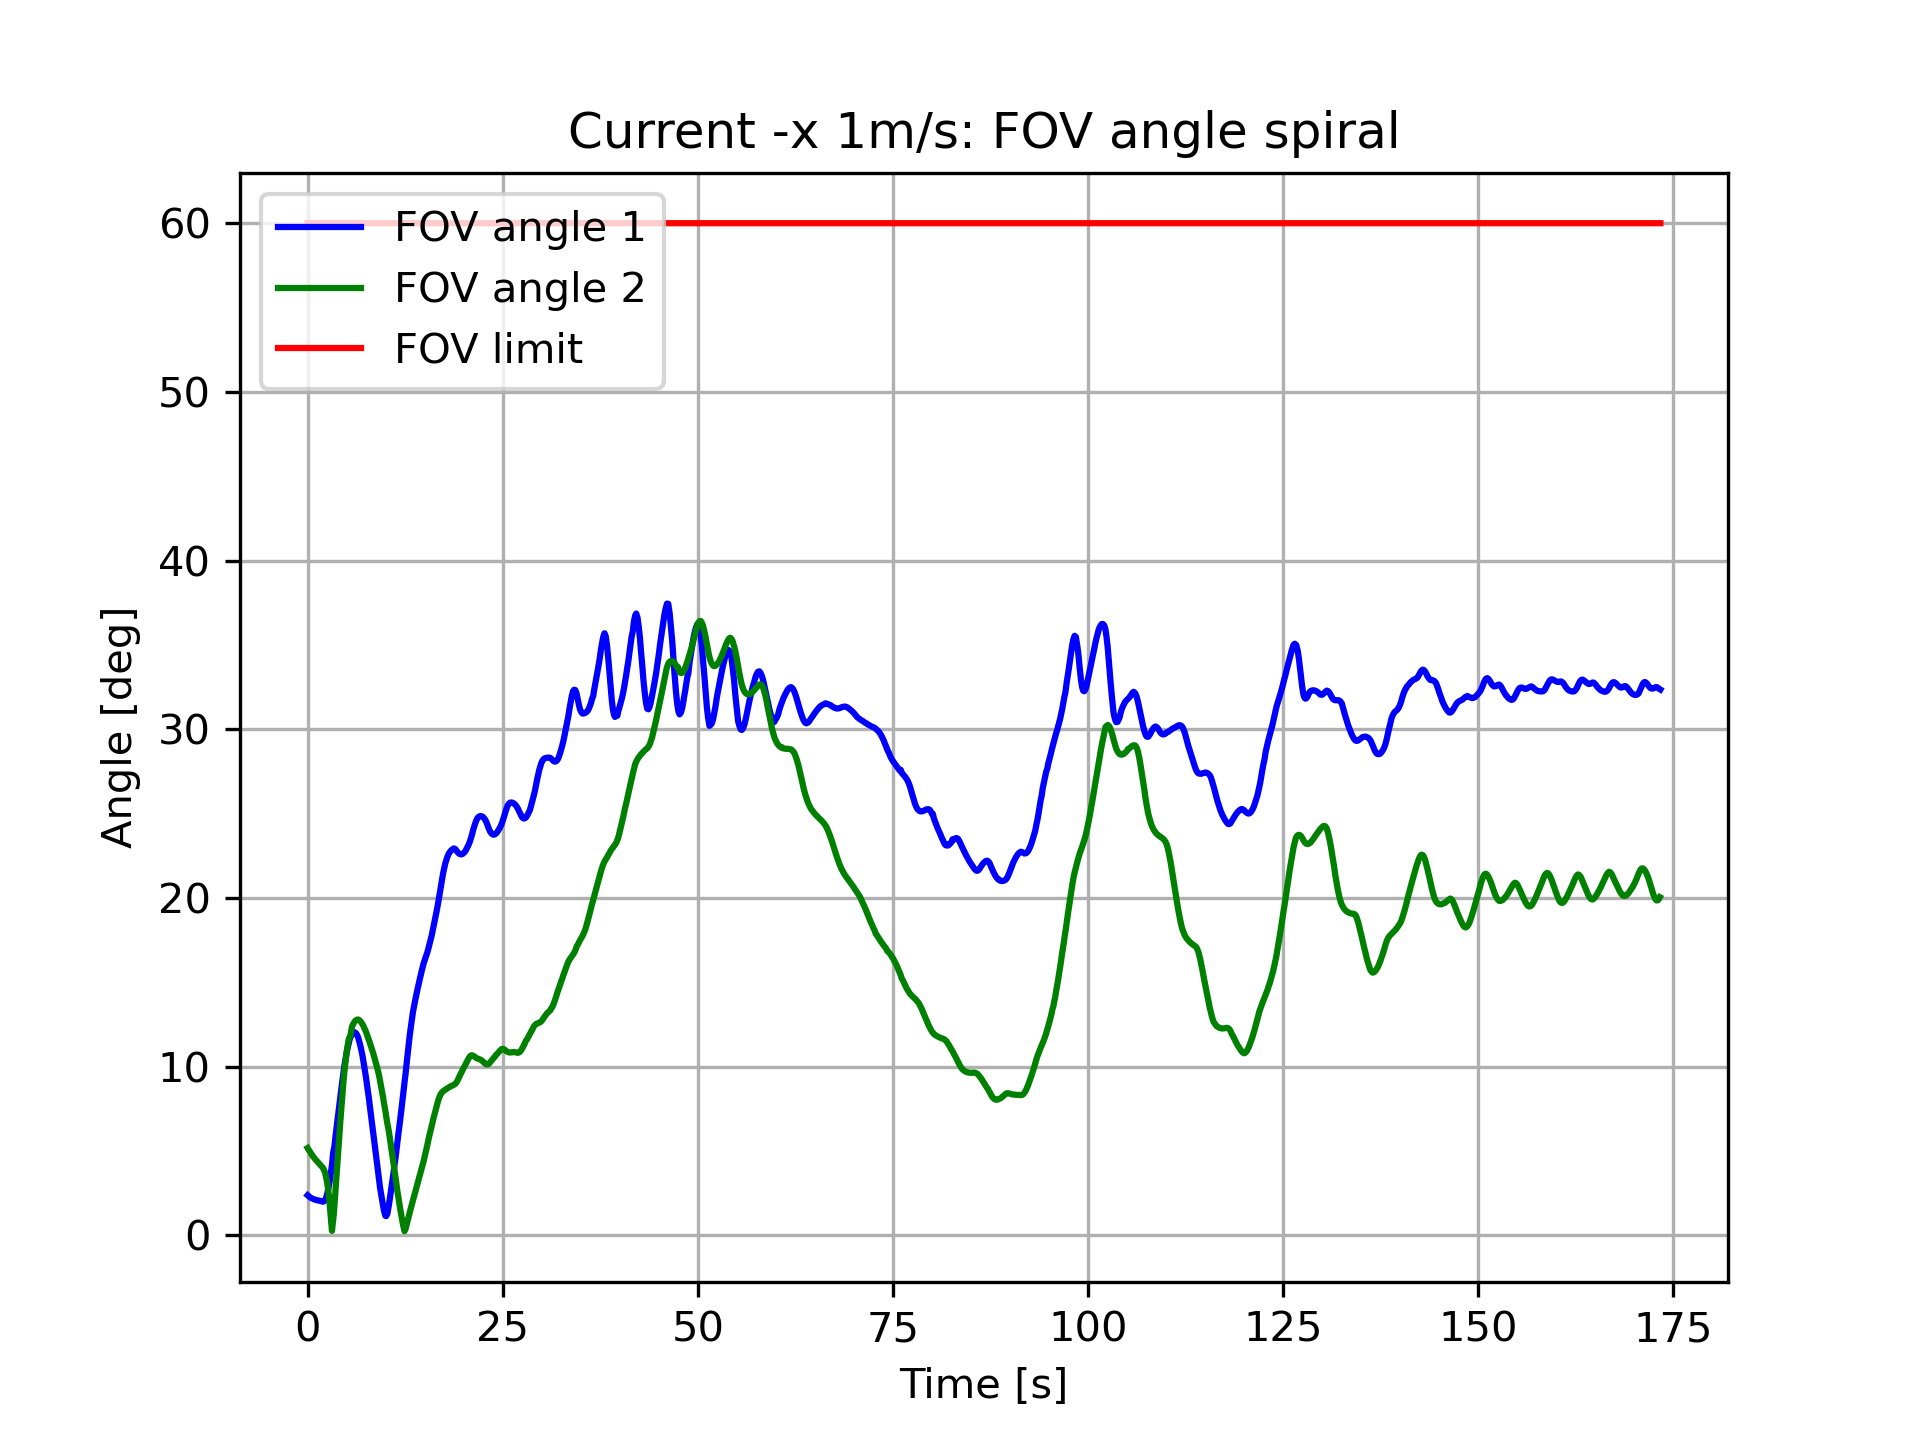 Current -x 1m/s: FOV angle spiral
FOV angle 1
FOV angle 2
FOV limit
60
50
40
30
20
10
0
Angle [deg]
0 25 50 75 100 125 150 175
Time [s]